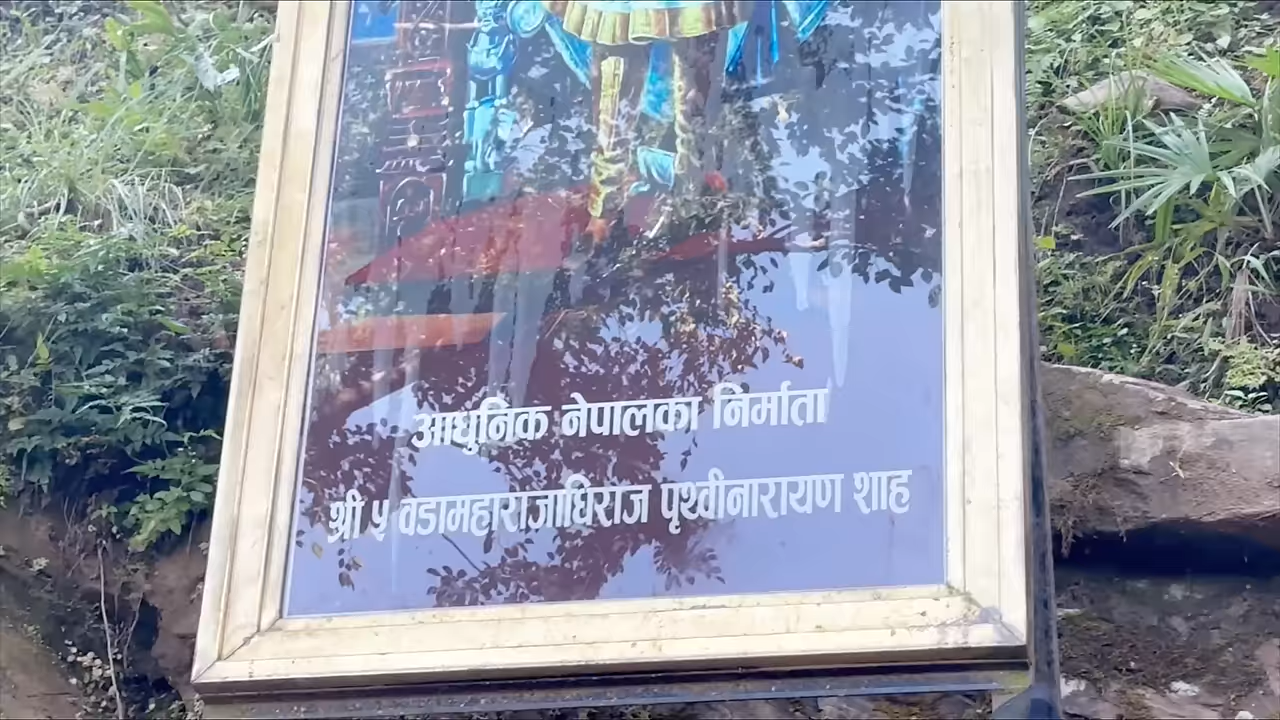 आधुनिक नेपालका निर्माता
श्री ५ वडामहाराजाधिराज पृथ्वीनारायण शाह